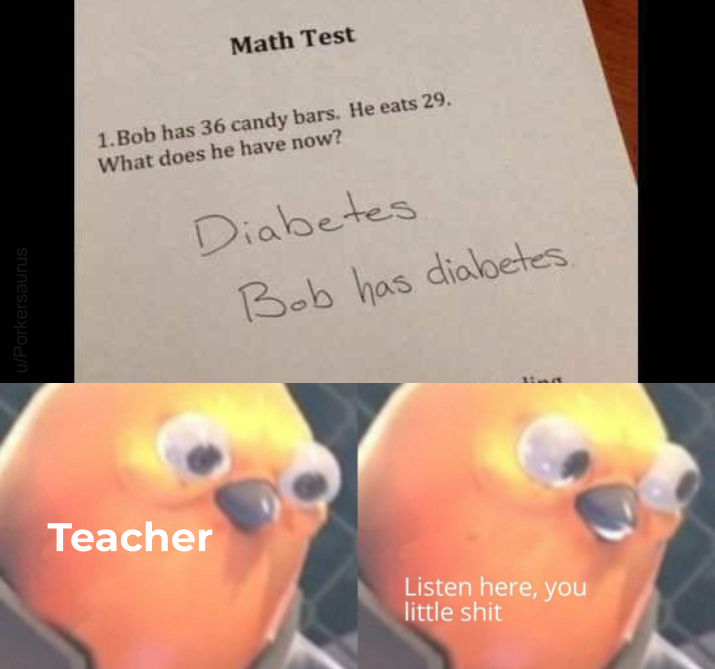 Math Test
1.Bob has 36 candy bars. He eats 29.
What does he have now?
Diabetes
Bob has diabetes.
u/Porkersaurus
Teacher
Listen here, you
little shit